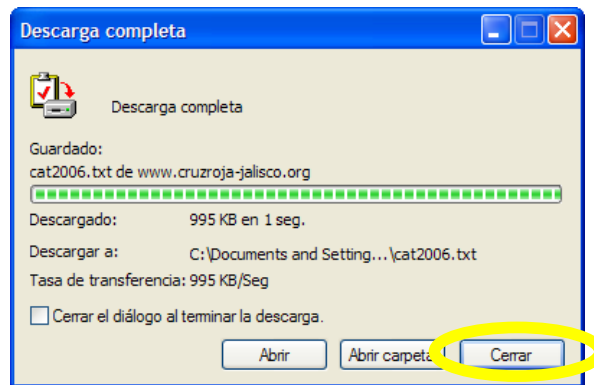 Descarga completa
Descarga completa
Guardado:
cat2006.txt de www.cruzroja-jalisco.org
Descargado: 995 KB en 1 seg.
Descargar a: C:\Documents and Setting...\cat2006.txt
Tasa de transferencia: 995 KB/Seg
Cerrar el diálogo al terminar la descarga.
Abrir Abrir carpeta Cerrar